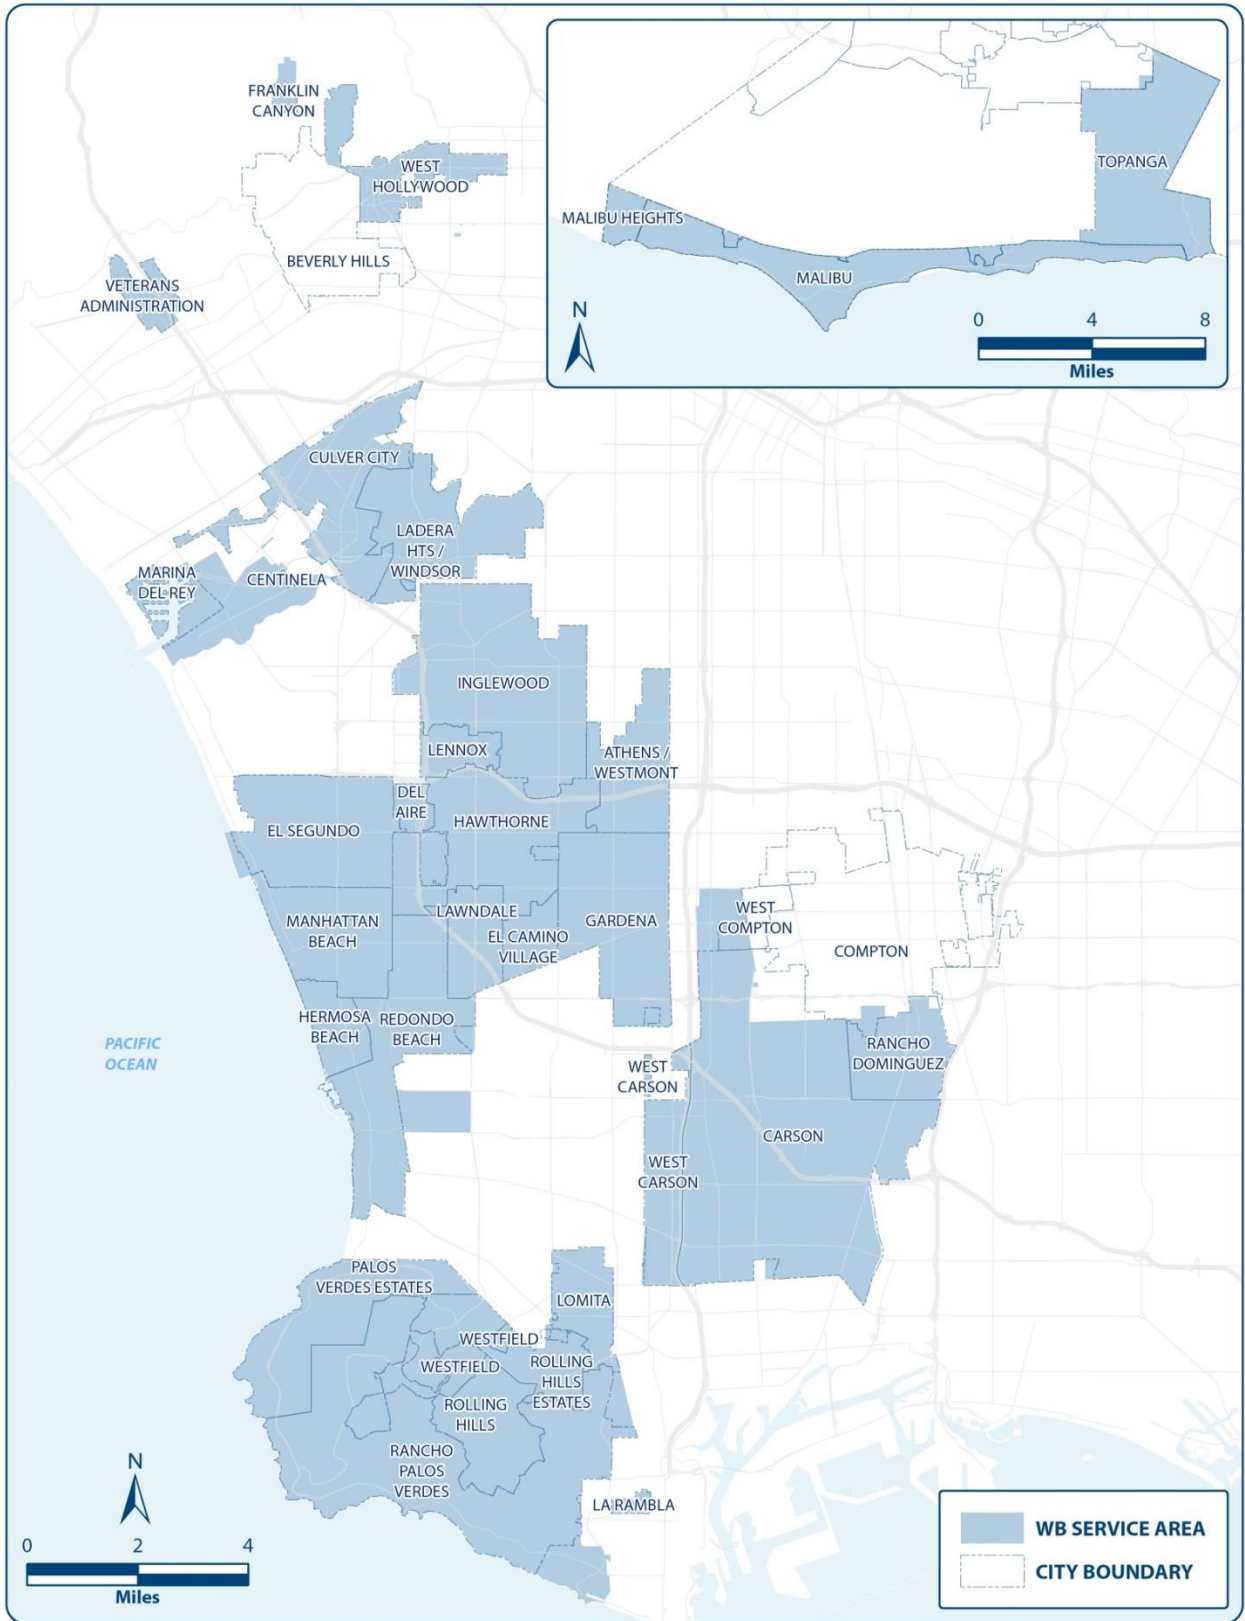 FRANKLIN
CANYON
WEST
HOLLYWOOD
BEVERLY HILLS
VETERANS
ADMINISTRATION
TOPANGA
MALIBU HEIGHTS
MALIBU
N
0 4 8
Miles
CULVER CITY
LADERA
HTS /
WINDSOR
MARINA
DEL REY
CENTINELA
INGLEWOOD
LENNOX
ATHENS /
WESTMONT
DEL
AIRE
EL SEGUNDO
HAWTHORNE
MANHATTAN
BEACH
LAWNDALE
EL CAMINO
VILLAGE
GARDENA
WEST
COMPTON
COMPTON
HERMOSA
BEACH
REDONDO
BEACH
PACIFIC
OCEAN
WEST
CARSON
RANCHO
DOMINGUEZ
CARSON
WEST
CARSON
PALOS
VERDES ESTATES
LOMITA
WESTFIELD
WESTFIELD
ROLLING
HILLS
ESTATES
ROLLING
HILLS
RANCHO
PALOS
VERDES
LA RAMBLA
N
0 2 4
Miles
WB SERVICE AREA
CITY BOUNDARY